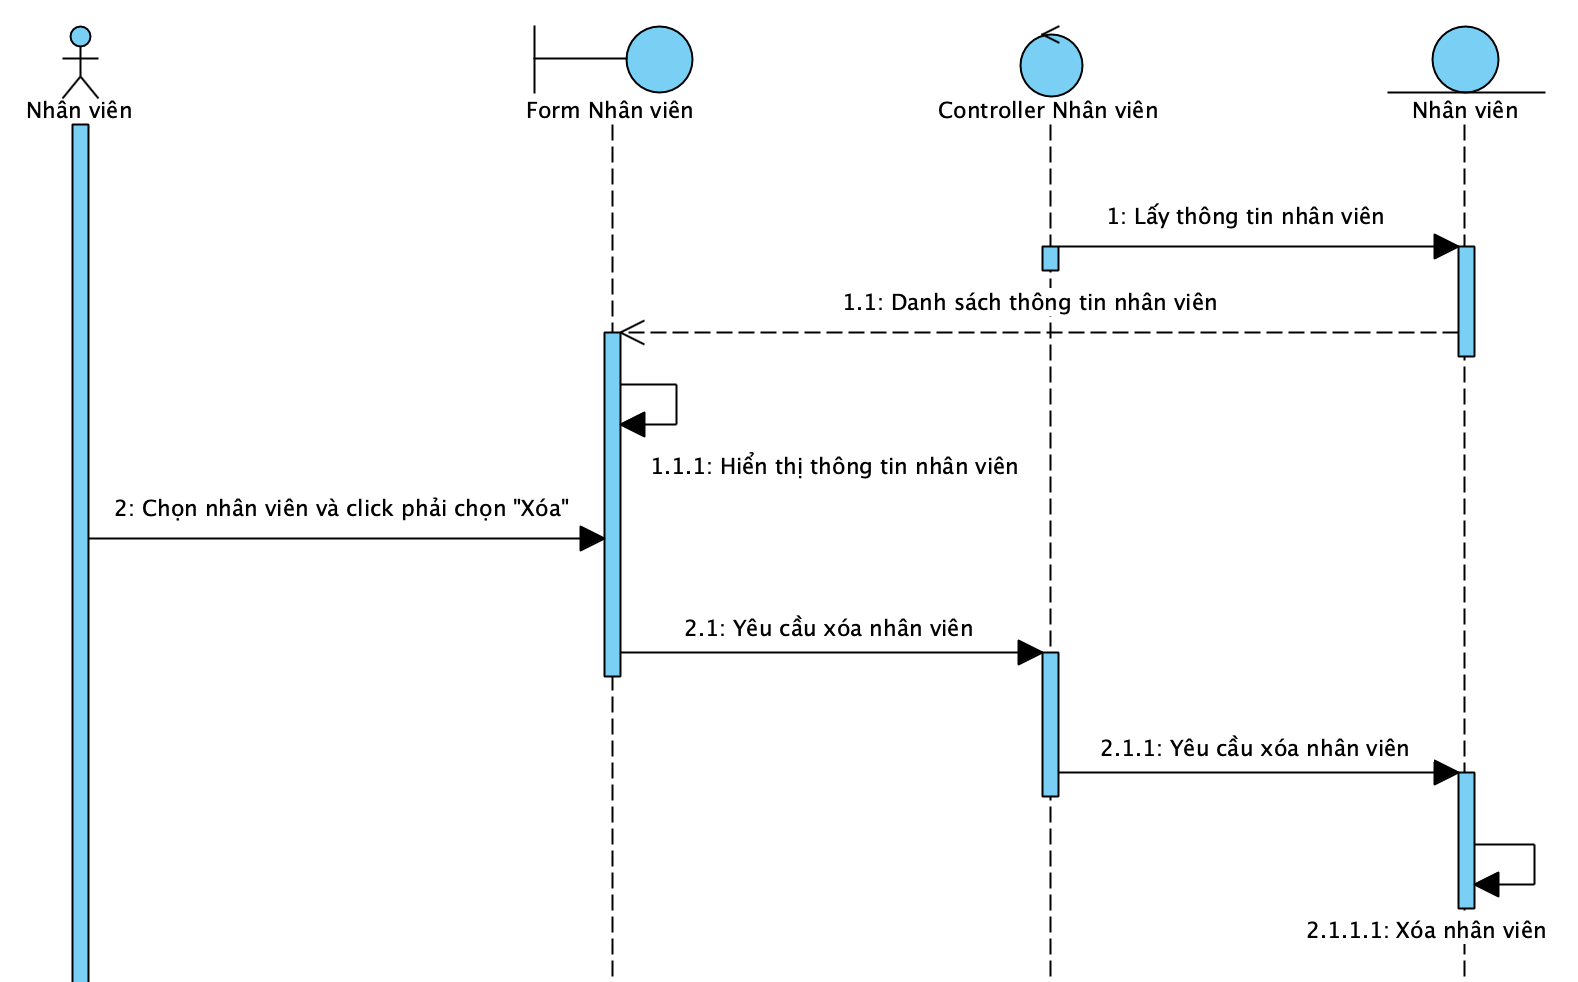 Nhân viên
Form Nhân viên
Controller Nhân viên
Nhân viên
1: Lấy thông tin nhân viên
1.1: Danh sách thông tin nhân viên
1.1.1: Hiển thị thông tin nhân viên
2: Chọn nhân viên và click phải chọn "Xóa"
2.1: Yêu cầu xóa nhân viên
2.1.1: Yêu cầu xóa nhân viên
2.1.1.1: Xóa nhân viên